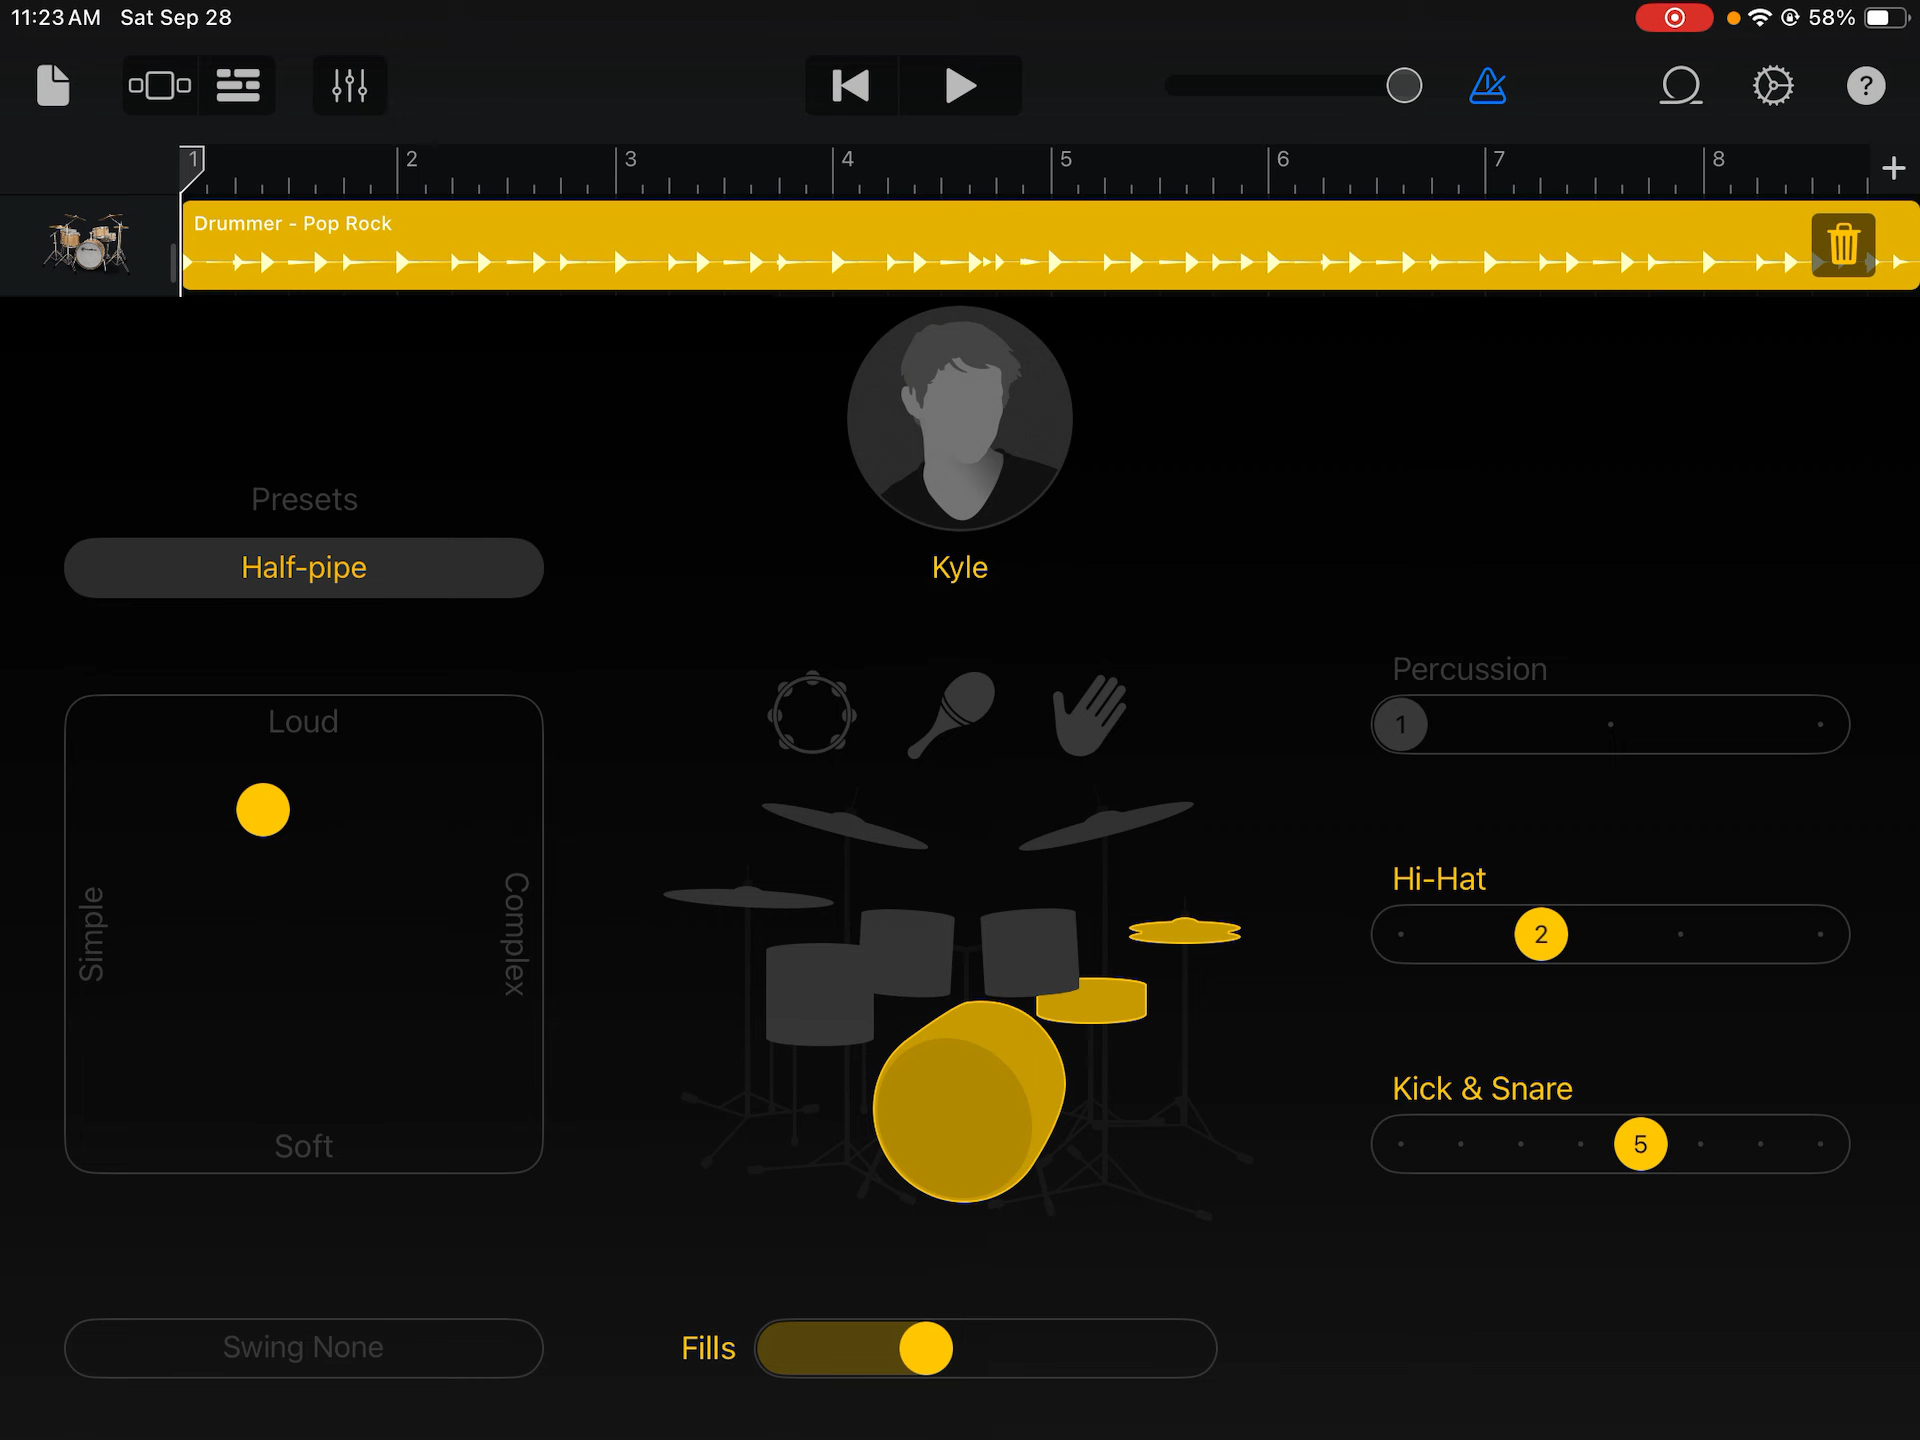 11:23 AM Sat Sep 28
58%
?
1 2 3 4 5 6 7 8 +
Drummer - Pop Rock
Presets
Half-pipe
Kyle
Percussion
1
Loud
Simple
Complex
Soft
Hi-Hat
2
Kick & Snare
5
Swing None
Fills